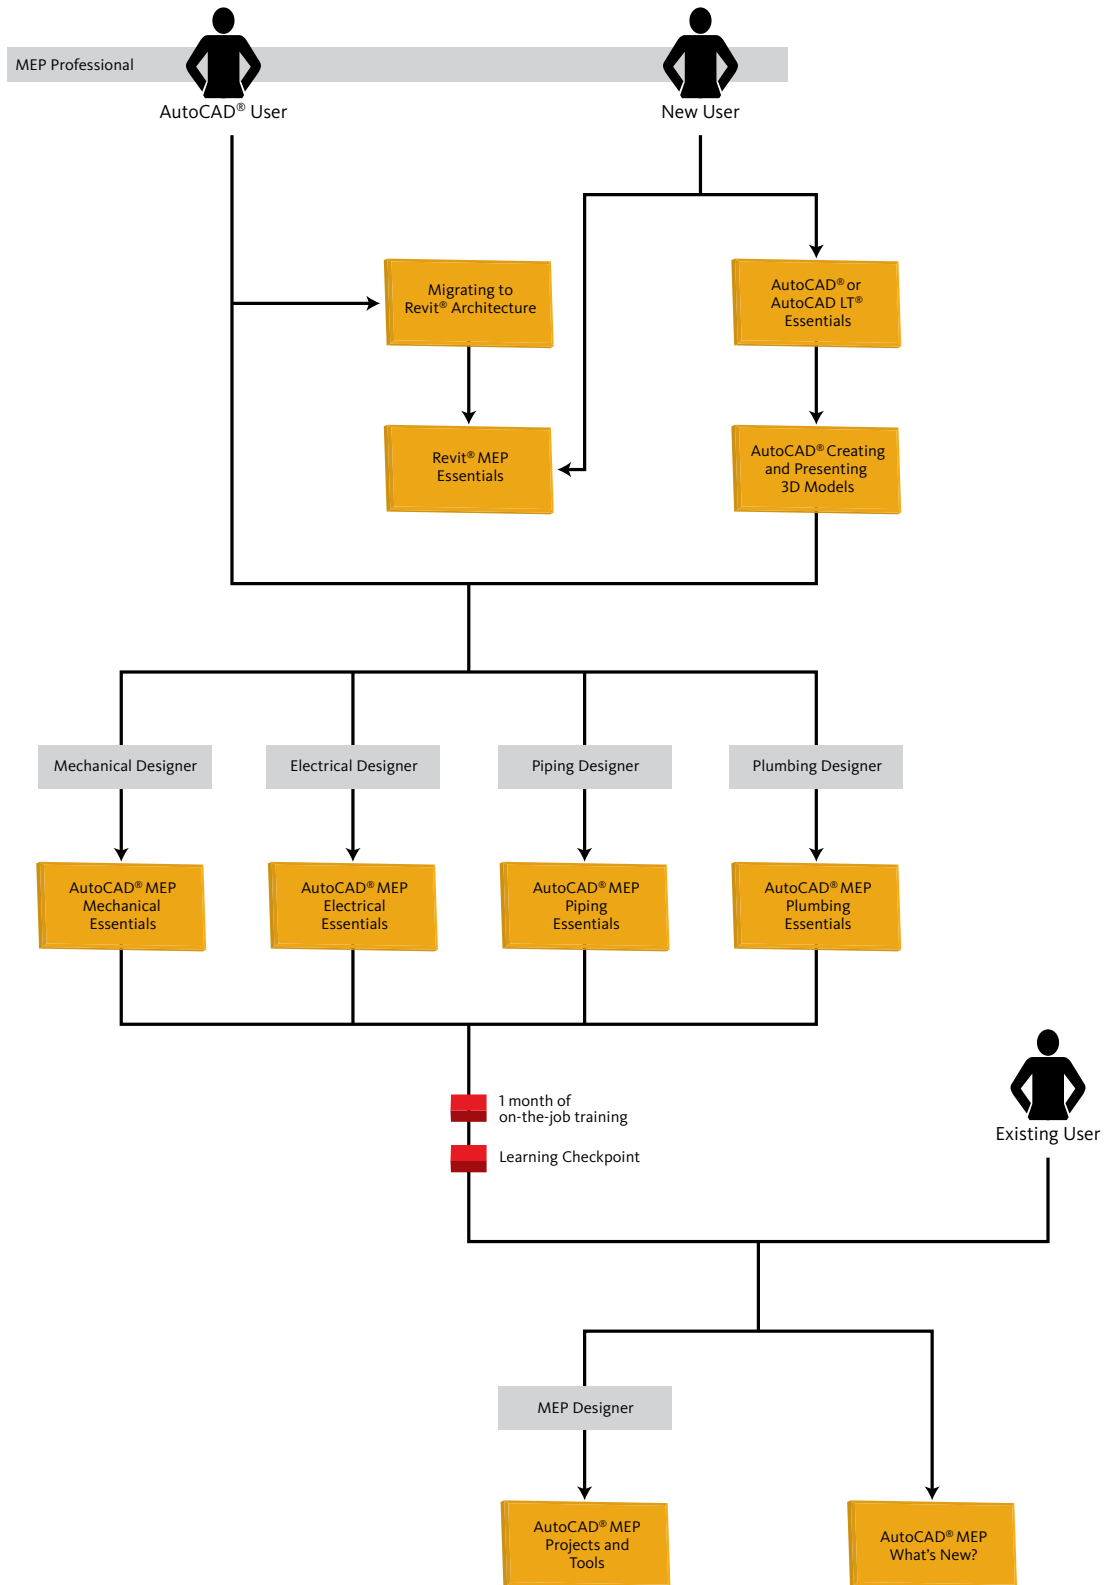 MEP Professional
AutoCAD® User
New User
Migrating to
Revit® Architecture
AutoCAD® or
AutoCAD LT®
Essentials
Revit® MEP
Essentials
AutoCAD® Creating
and Presenting
3D Models
Mechanical Designer
Electrical Designer
Piping Designer
Plumbing Designer
AutoCAD® MEP
Mechanical
Essentials
AutoCAD® MEP
Electrical
Essentials
AutoCAD® MEP
Piping
Essentials
AutoCAD® MEP
Plumbing
Essentials
1 month of
on-the-job training
Learning Checkpoint
Existing User
MEP Designer
AutoCAD® MEP
Projects and
Tools
AutoCAD® MEP
What's New?